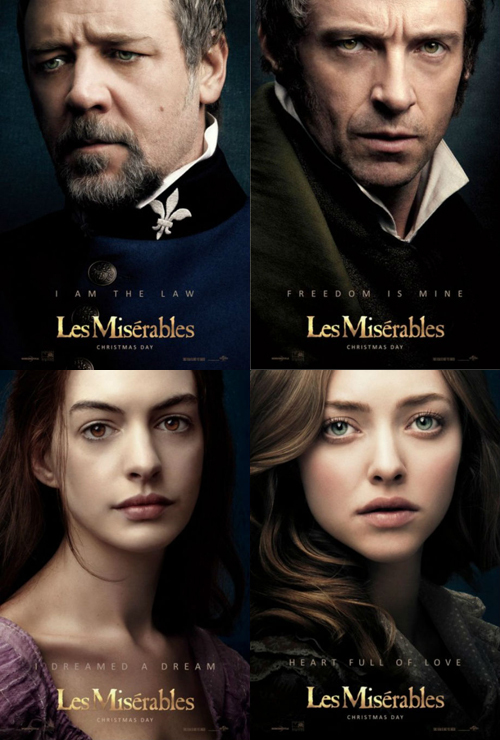 I AM THE LAW
Les Misérables
CHRISTMAS DAY
FREEDOM IS MINE
Les Misérables
CHRISTMAS DAY
I DREAMED A DREAM
Les Misérables
CHRISTMAS DAY
HEART FULL OF LOVE
Les Misérables
CHRISTMAS DAY